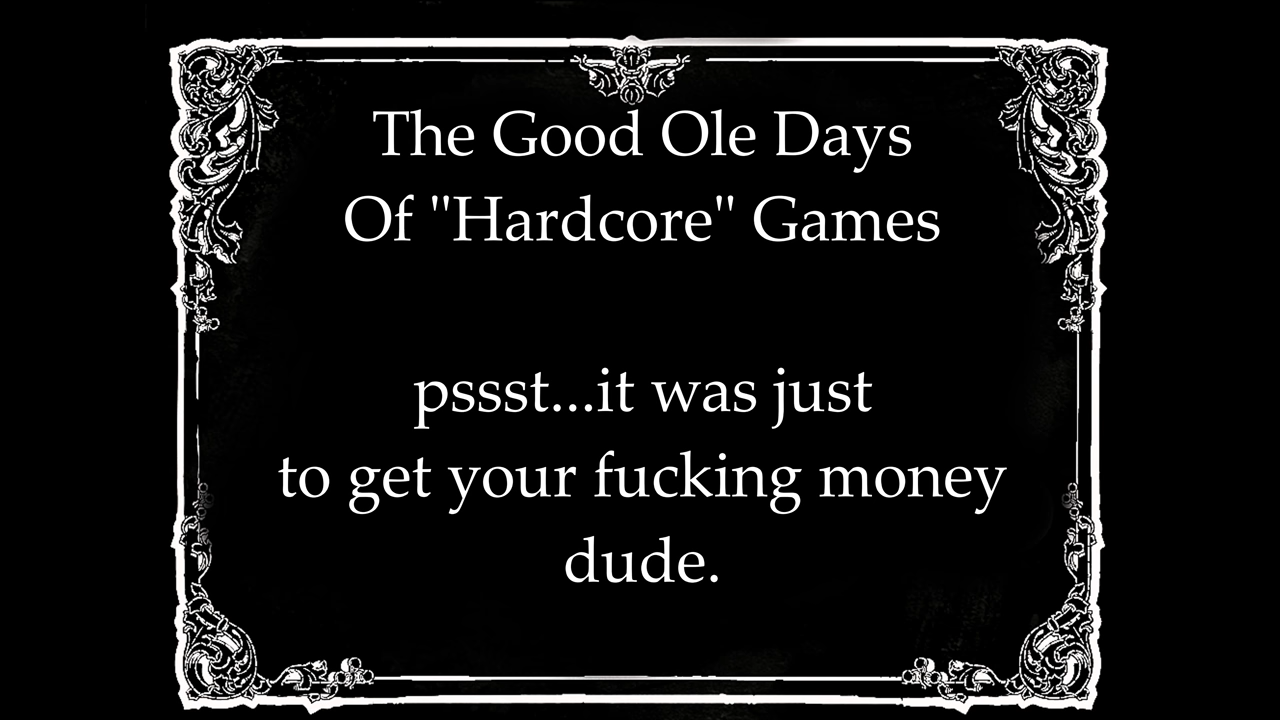 The Good Ole Days
Of "Hardcore" Games
pssst...it was just
to get your fucking money
dude.